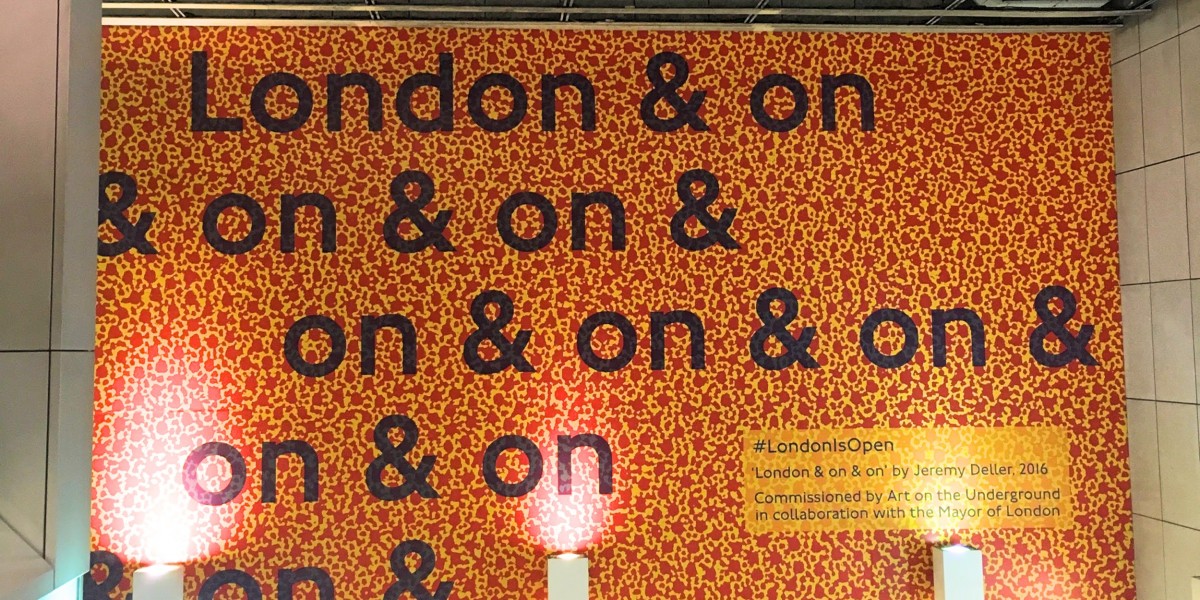 London & on
& on & on &
on & on & on &
on & on
& on &
#LondonIsOpen
'London & on & on' by Jeremy Deller, 2016
Commissioned by Art on the Underground
in collaboration with the Mayor of London